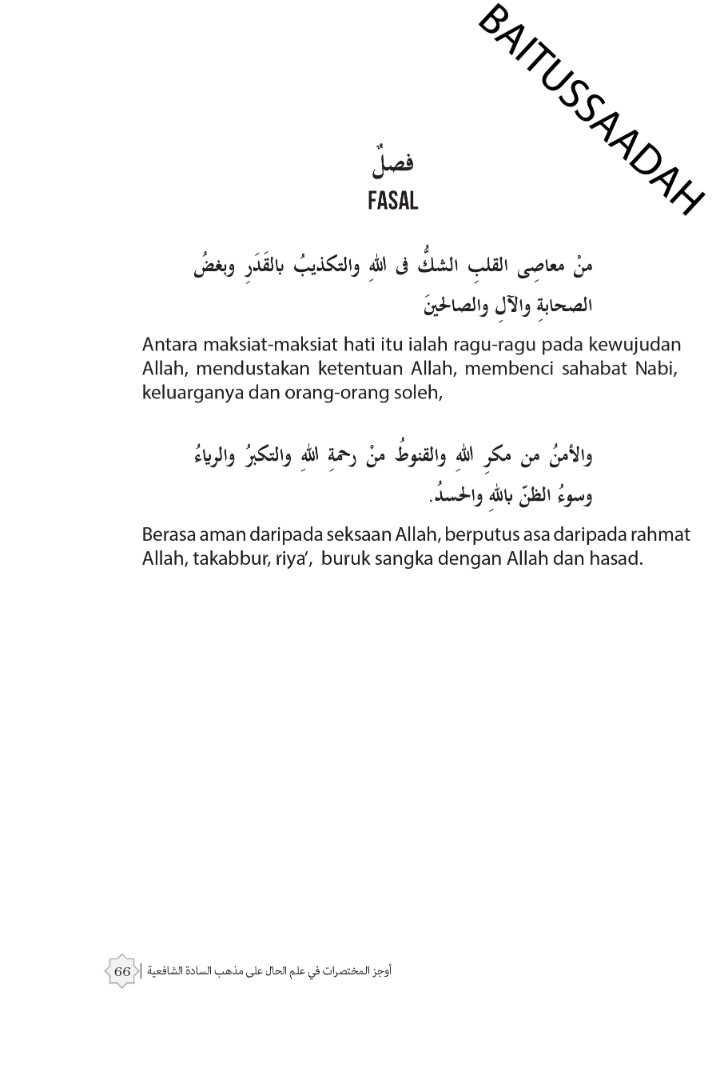 BAITUSSAADAH
فصلٌ
FASAL
منْ معاصِى القلبِ الشكُّ فى اللهِ والتكذيبُ بالقَدَرِ وبغضُ
الصحابةِ والآلِ والصالحينَ
Antara maksiat-maksiat hati itu ialah ragu-ragu pada kewujudan
Allah, mendustakan ketentuan Allah, membenci sahabat Nabi,
keluarganya dan orang-orang soleh,
والأمنُ من مكرِ اللهِ والقنوطُ منْ رحمةِ اللهِ والتكبرُ والرياءُ
وسوءُ الظنّ باللهِ والحسدُ.
Berasa aman daripada seksaan Allah, berputus asa daripada rahmat
Allah, takabbur, riya’, buruk sangka dengan Allah dan hasad.
66 | أوجز المختصرات في علم الحال على مذهب السادة الشافعية